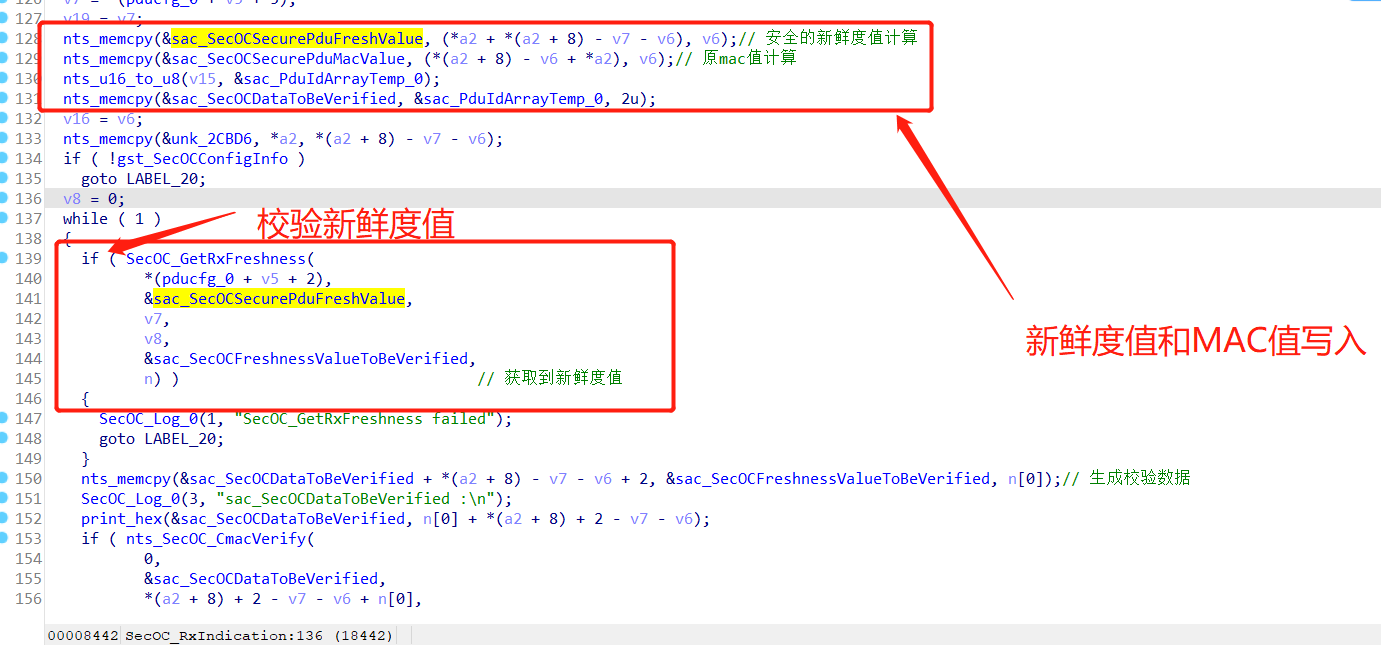 127 v19 = v7;
128 nts_memcpy(&sac_SecOCSecurePduFreshValue, (*a2 + *(a2 + 8) - v7 - v6), v6);// 安全的新鲜度值计算
129 nts_memcpy(&sac_SecOCSecurePduMacValue, (*(a2 + 8) - v6 + *a2), v6);// 原mac值计算
130 nts_u16_to_u8(v15, &sac_PduIdArrayTemp_0);
131 nts_memcpy(&sac_SecOCDataToBeVerified, &sac_PduIdArrayTemp_0, 2u);
132 v16 = v6;
133 nts_memcpy(&unk_2CBD6, *a2, *(a2 + 8) - v7 - v6);
134 if ( !gst_SecOCConfigInfo )
135 goto LABEL_20;
136 v8 = 0;
137 while ( 1 )
138 {
校验新鲜度值
139 if ( SecOC_GetRxFreshness(
140 *(pducfg_0 + v5 + 2),
141 &sac_SecOCSecurePduFreshValue,
142 v7,
143 v8,
144 &sac_SecOCFreshnessValueToBeVerified,
145 n) ) // 获取到新鲜度值
146 {
新鲜度值和MAC值写入
147 SecOC_Log_0(1, "SecOC_GetRxFreshness failed");
148 goto LABEL_20;
149 }
150 nts_memcpy(&sac_SecOCDataToBeVerified + *(a2 + 8) - v7 - v6 + 2, &sac_SecOCFreshnessValueToBeVerified, n[0]);// 生成校验数据
151 SecOC_Log_0(3, "sac_SecOCDataToBeVerified :\n");
152 print_hex(&sac_SecOCDataToBeVerified, n[0] + *(a2 + 8) + 2 - v7 - v6);
153 if ( nts_SecOC_CmacVerify(
154 0,
155 &sac_SecOCDataToBeVerified,
156 *(a2 + 8) + 2 - v7 - v6 + n[0],
00008442 SecOC_RxIndication:136 (18442)